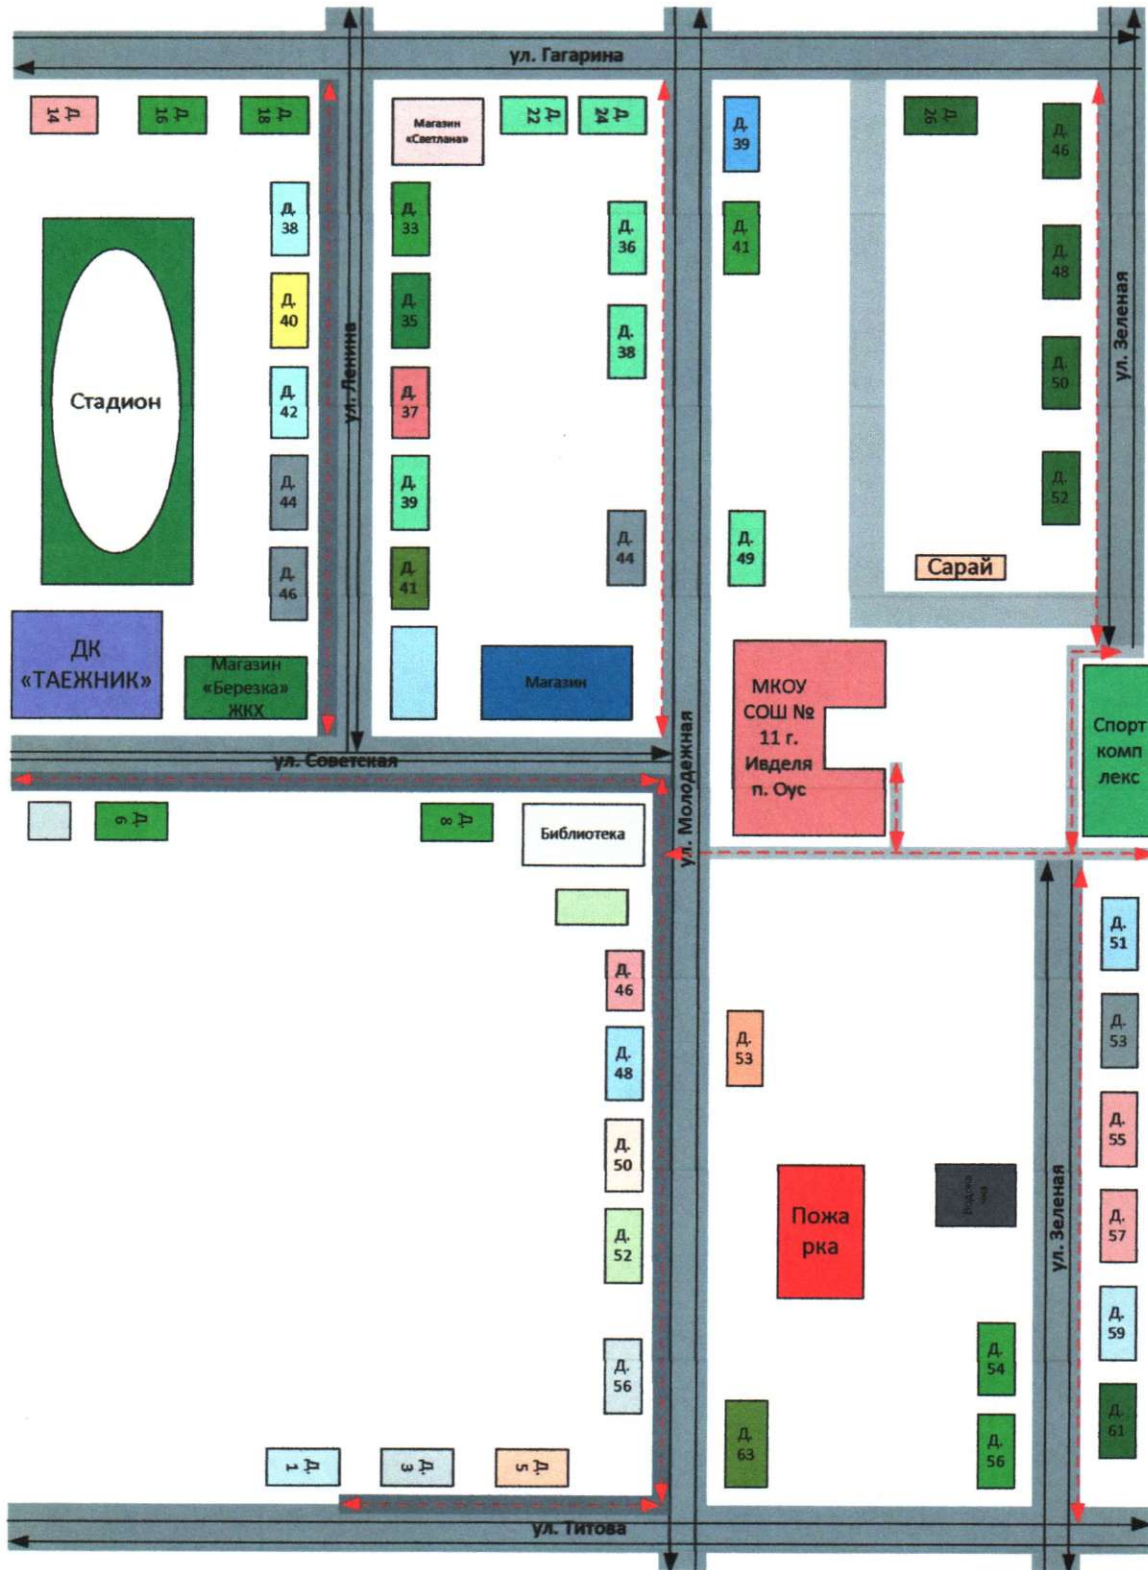 ул. Гагарина
Д.
14
Д.
16
Д.
18
Магазин
«Светлана»
Д.
22
Д.
24
Д.
39
Д.
26
Д.
46
Д.
38
Д.
33
Д.
36
Д.
41
Д.
48
Д.
40
Д.
35
Д.
38
Д.
50
ул. Зеленая
ул. Ленина
Стадион
Д.
42
Д.
37
Д.
44
Д.
39
Д.
44
Д.
49
Д.
52
Сарай
Д.
46
Д.
41
ДК
«ТАЕЖНИК»
Магазин
«Березка»
ЖКХ
Магазин
МКОУ
СОШ №
11 г.
Ивделя
п. Оус
Спорт
комп
лекс
ул. Советская
ул. Молодежная
Д.
6
Д.
8
Библиотека
Д.
46
Д.
51
Д.
48
Д.
53
Д.
53
Д.
50
Д.
55
Пожа
рка
ул. Зеленая
Д.
52
Д.
57
Д.
56
Д.
54
Д.
59
Д.
63
Д.
56
Д.
61
Д.
1
Д.
3
Д.
5
ул. Титова